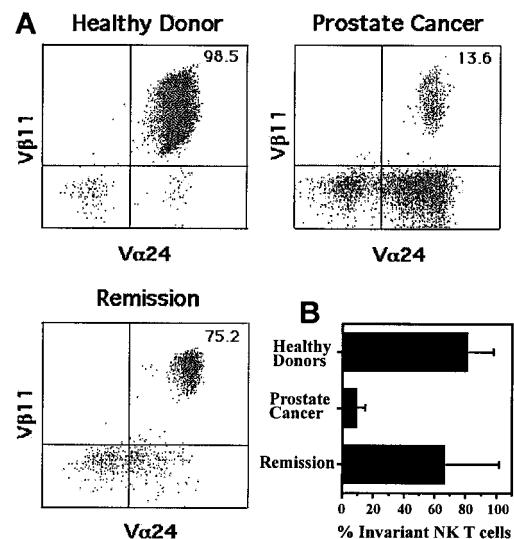 A
Healthy Donor
98.5
Vβ11
Vα24
Prostate Cancer
13.6
Vβ11
Vα24
Remission
75.2
Vβ11
Vα24
B
Healthy
Donors
Prostate
Cancer
Remission
0 20 40 60 80 100
% Invariant NK T cells